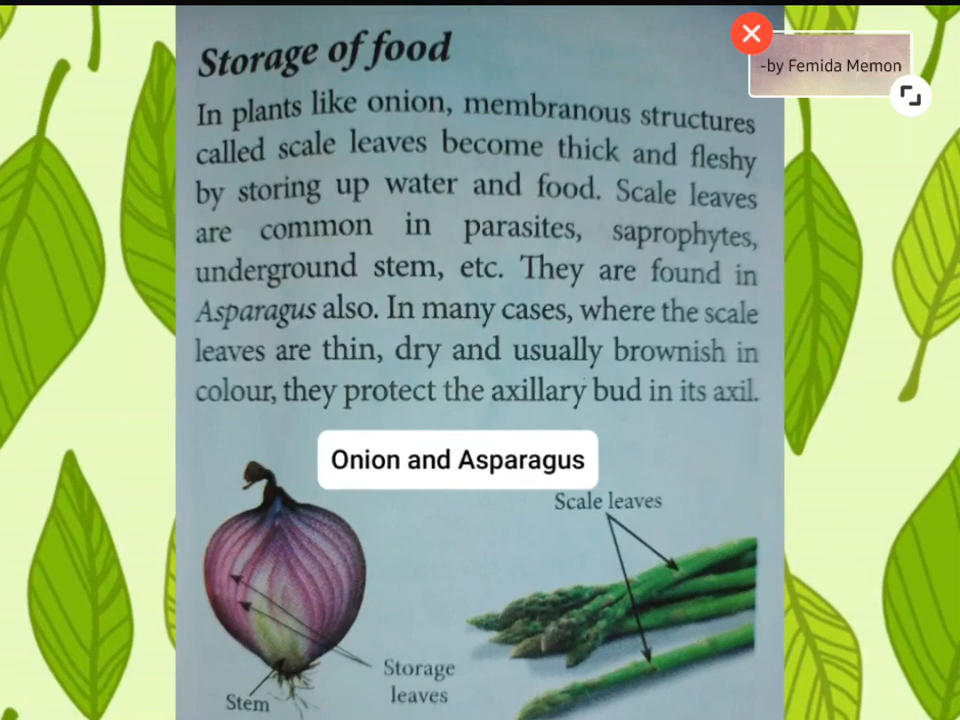 Storage of food
-by Femida Memon
In plants like onion, membranous structures
called scale leaves become thick and fleshy
by storing up water and food. Scale leaves
are common in parasites, saprophytes,
underground stem, etc. They are found in
Asparagus also. In many cases, where the scale
leaves are thin, dry and usually brownish in
colour, they protect the axillary bud in its axil.
Onion and Asparagus
Scale leaves
Storage
leaves
Stem